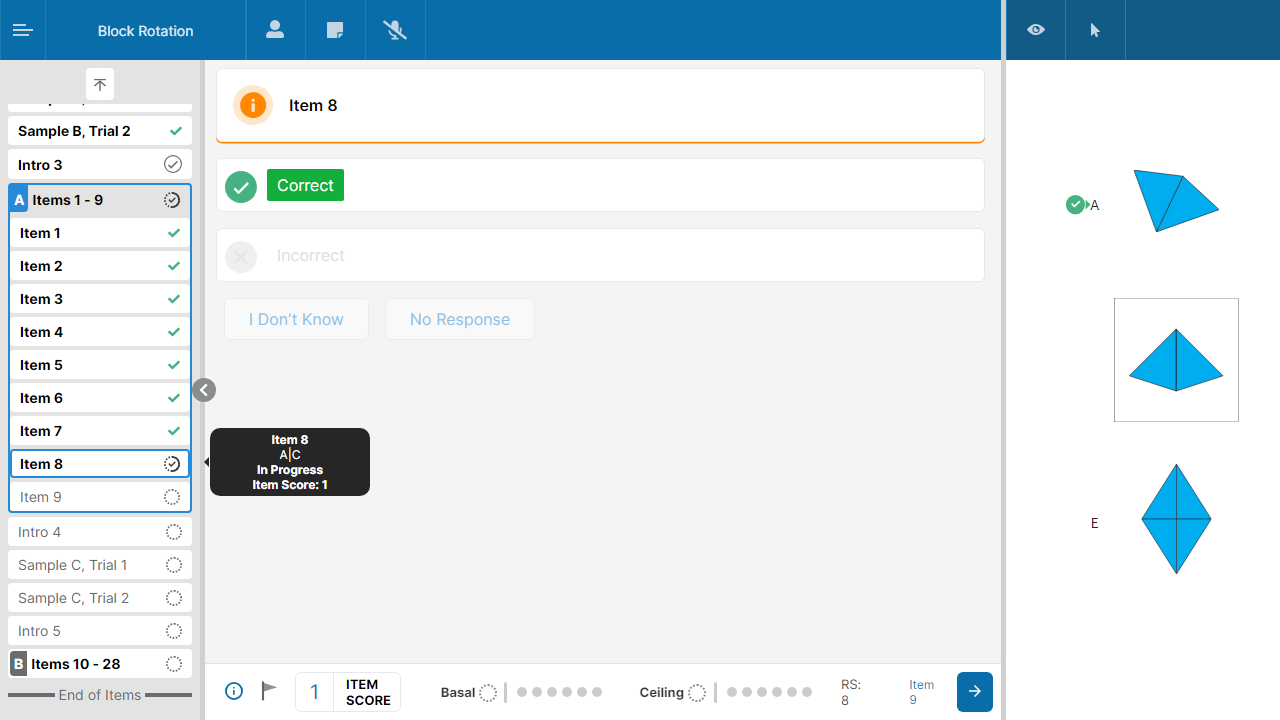 Block Rotation
Sample B, Trial 2
Intro 3
A Items 1 - 9
Item 1
Item 2
Item 3
Item 4
Item 5
Item 6
Item 7
Item 8
Item 9
Intro 4
Sample C, Trial 1
Sample C, Trial 2
Intro 5
B Items 10 - 28
End of Items
Item 8
Correct
Incorrect
I Don't Know
No Response
Item 8
A|C
In Progress
Item Score: 1
1
ITEM
SCORE
Basal
Ceiling
RS:
8
Item
9
A
E